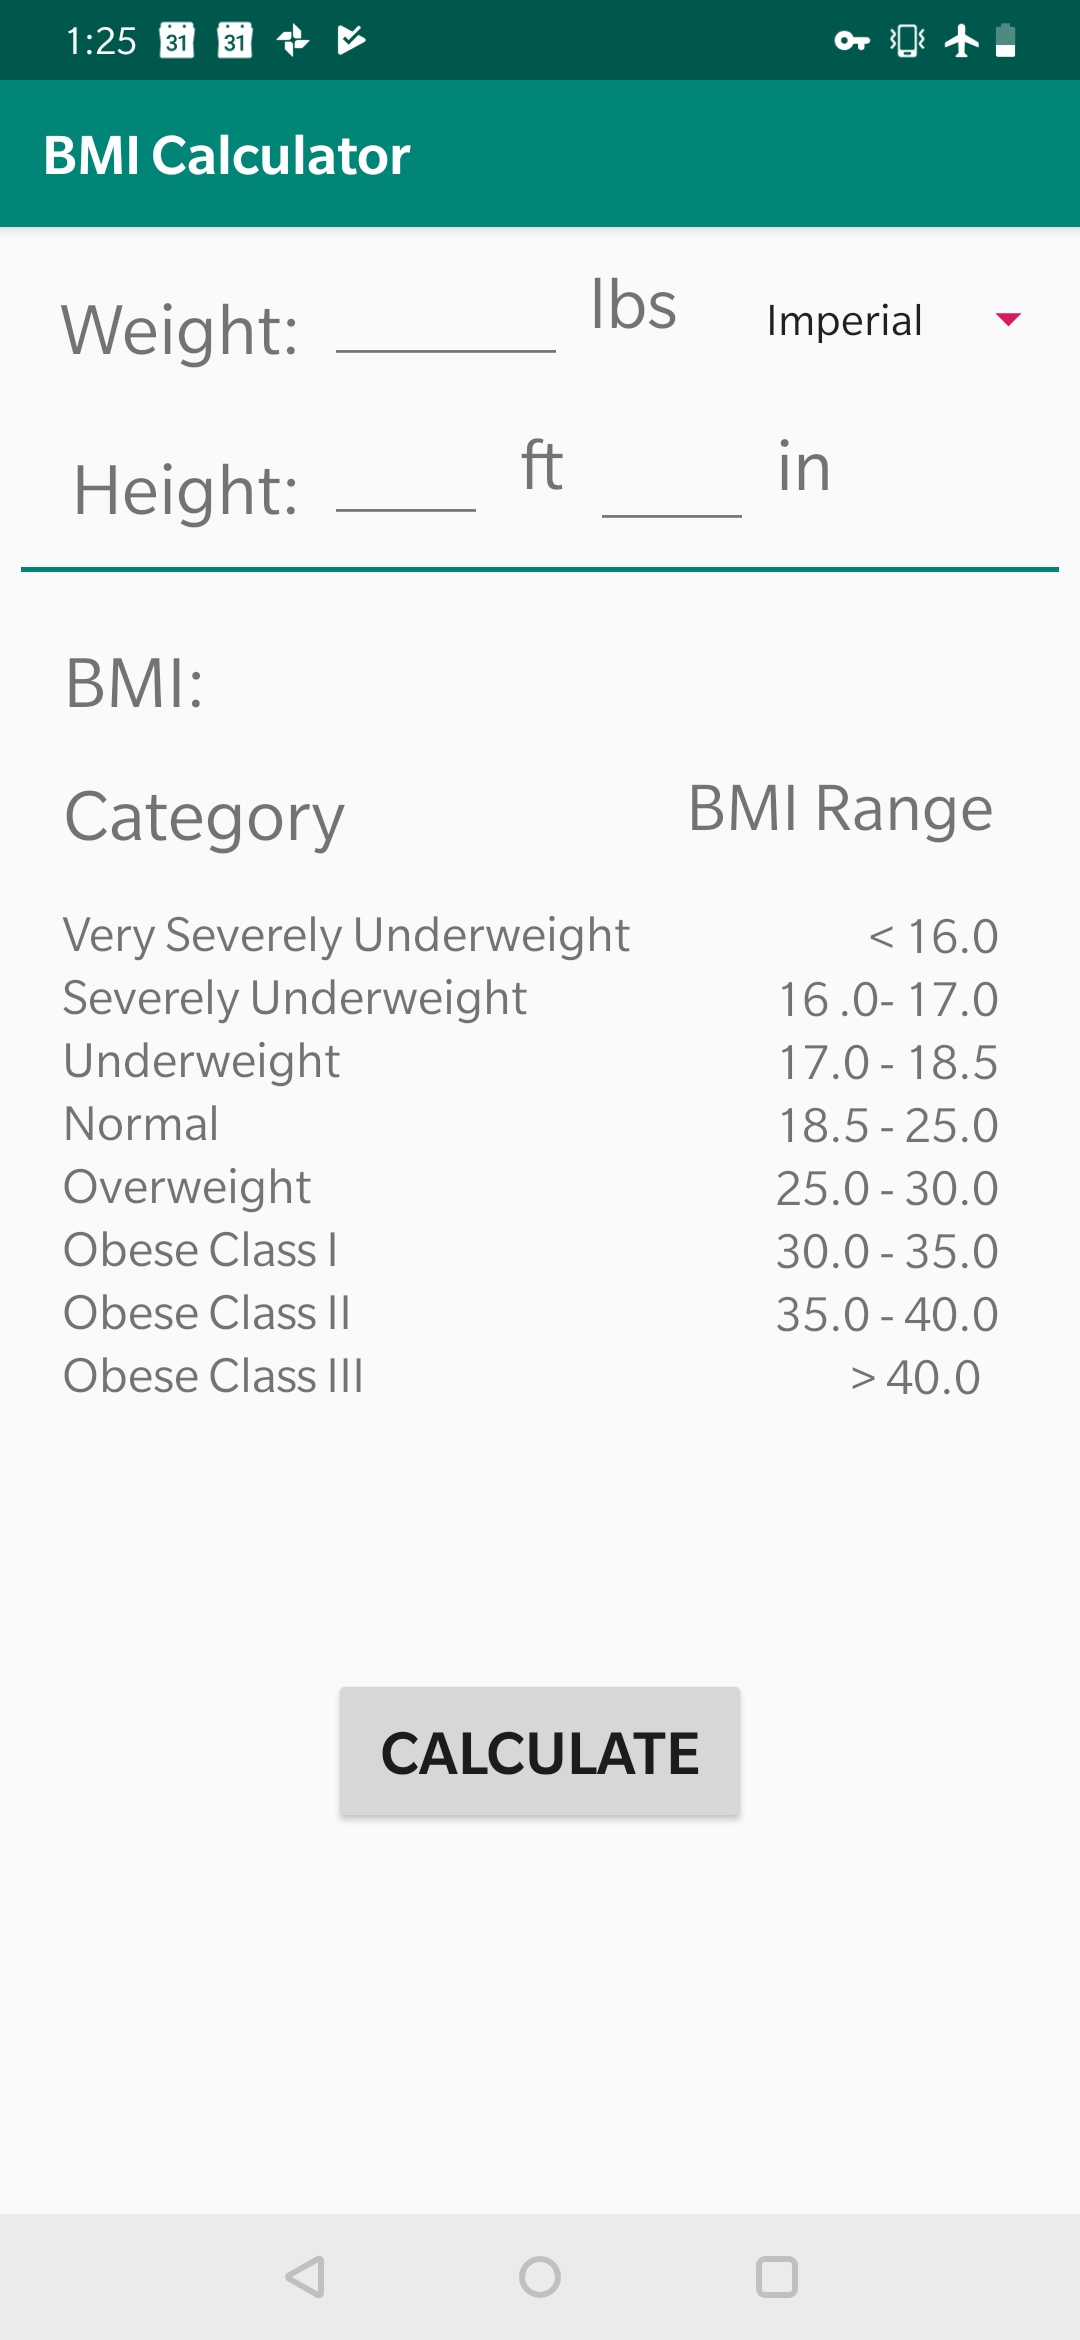 1:25 31 31
BMI Calculator
Weight: lbs Imperial
Height: ft in
BMI:
Category BMI Range
Very Severely Underweight < 16.0
Severely Underweight 16 .0- 17.0
Underweight 17.0 - 18.5
Normal 18.5 - 25.0
Overweight 25.0 - 30.0
Obese Class I 30.0 - 35.0
Obese Class II 35.0 - 40.0
Obese Class III > 40.0
CALCULATE